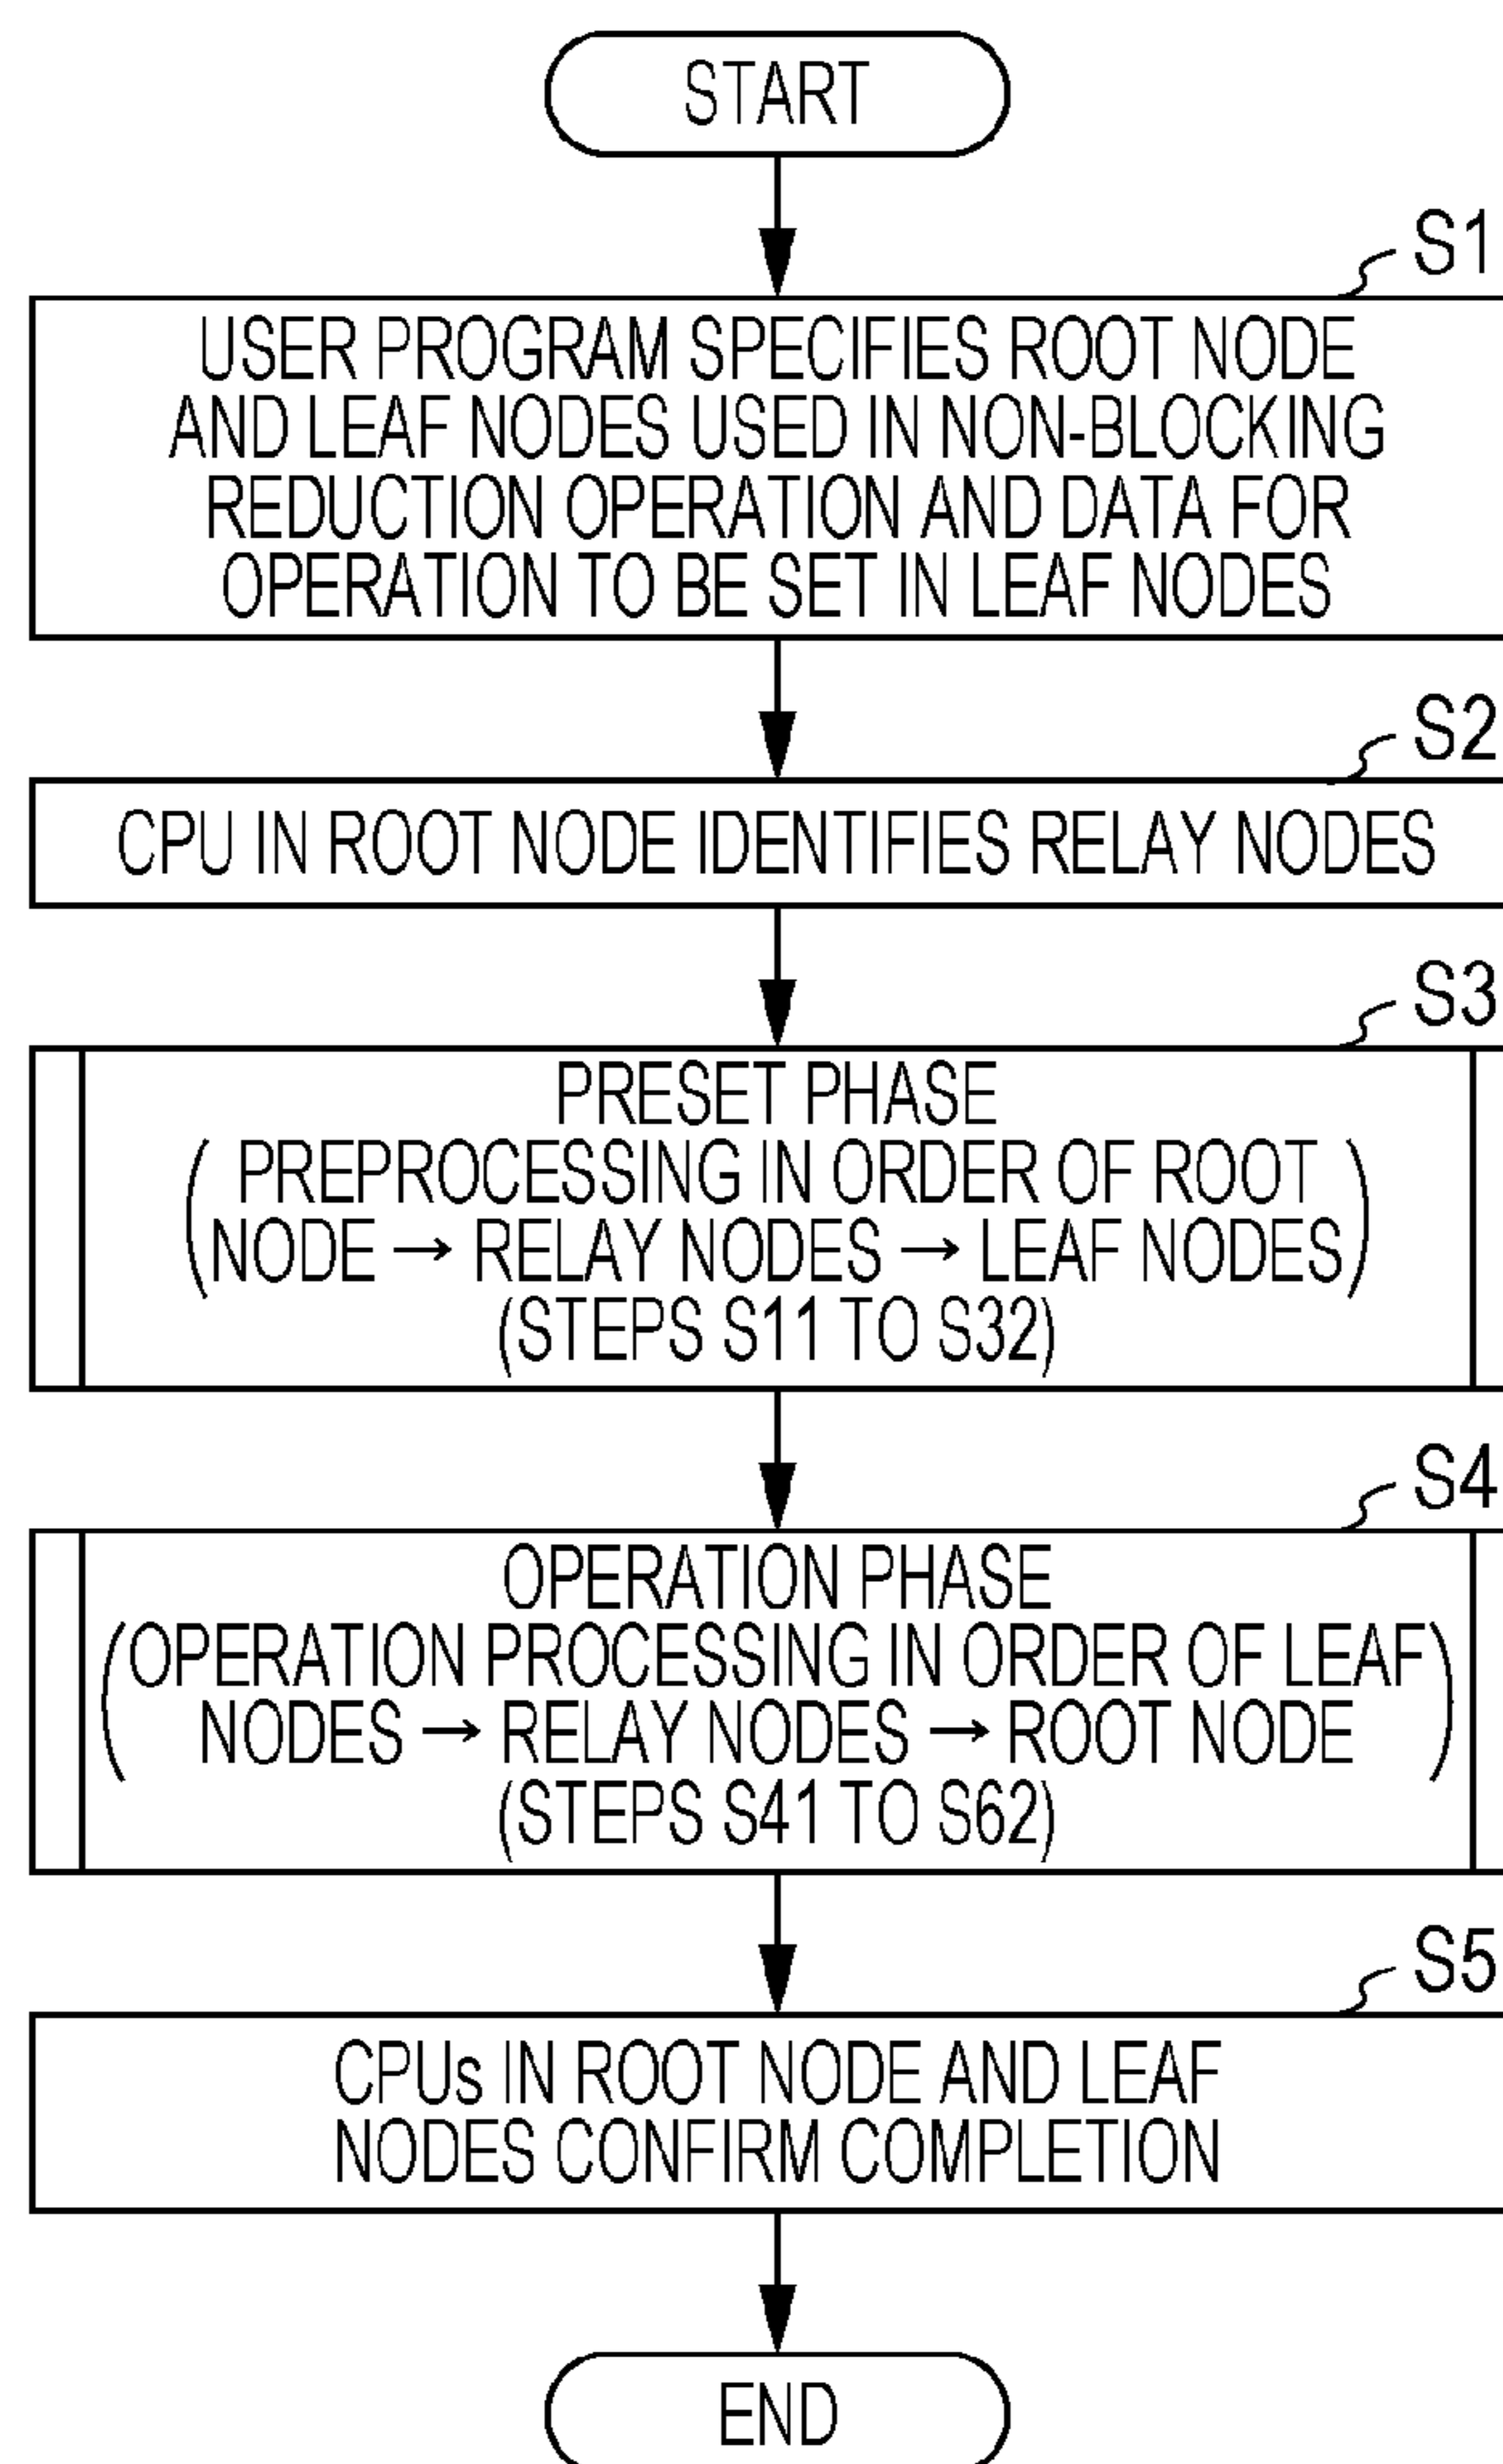 START
S1
USER PROGRAM SPECIFIES ROOT NODE
AND LEAF NODES USED IN NON-BLOCKING
REDUCTION OPERATION AND DATA FOR
OPERATION TO BE SET IN LEAF NODES
S2
CPU IN ROOT NODE IDENTIFIES RELAY NODES
S3
PRESET PHASE
(PREPROCESSING IN ORDER OF ROOT
NODE → RELAY NODES → LEAF NODES)
(STEPS S11 TO S32)
S4
OPERATION PHASE
(OPERATION PROCESSING IN ORDER OF LEAF
NODES → RELAY NODES → ROOT NODE)
(STEPS S41 TO S62)
S5
CPUs IN ROOT NODE AND LEAF
NODES CONFIRM COMPLETION
END